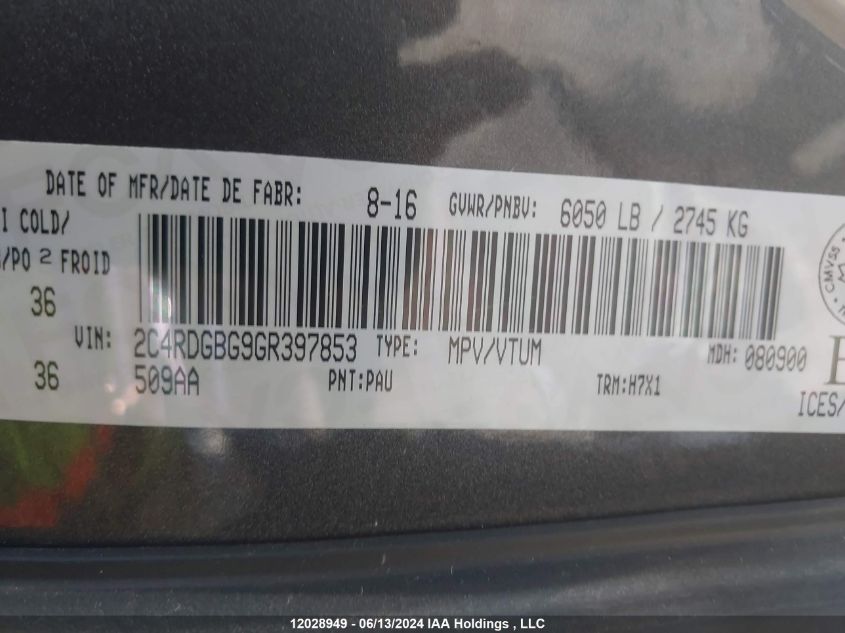 DATE OF MFR/DATE DE FABR: 8-16 GVWR/PNBV: 6050 LB / 2745 KG
I COLD/
/PO 2 FROID
36
VIN: 2C4RDGBG9GR397853 TYPE: MPV/VTUM MDH: 080900
36 509AA PNT:PAU TRM:H7X1
ICES/
CMVSS
12028949 - 06/13/2024 IAA Holdings , LLC